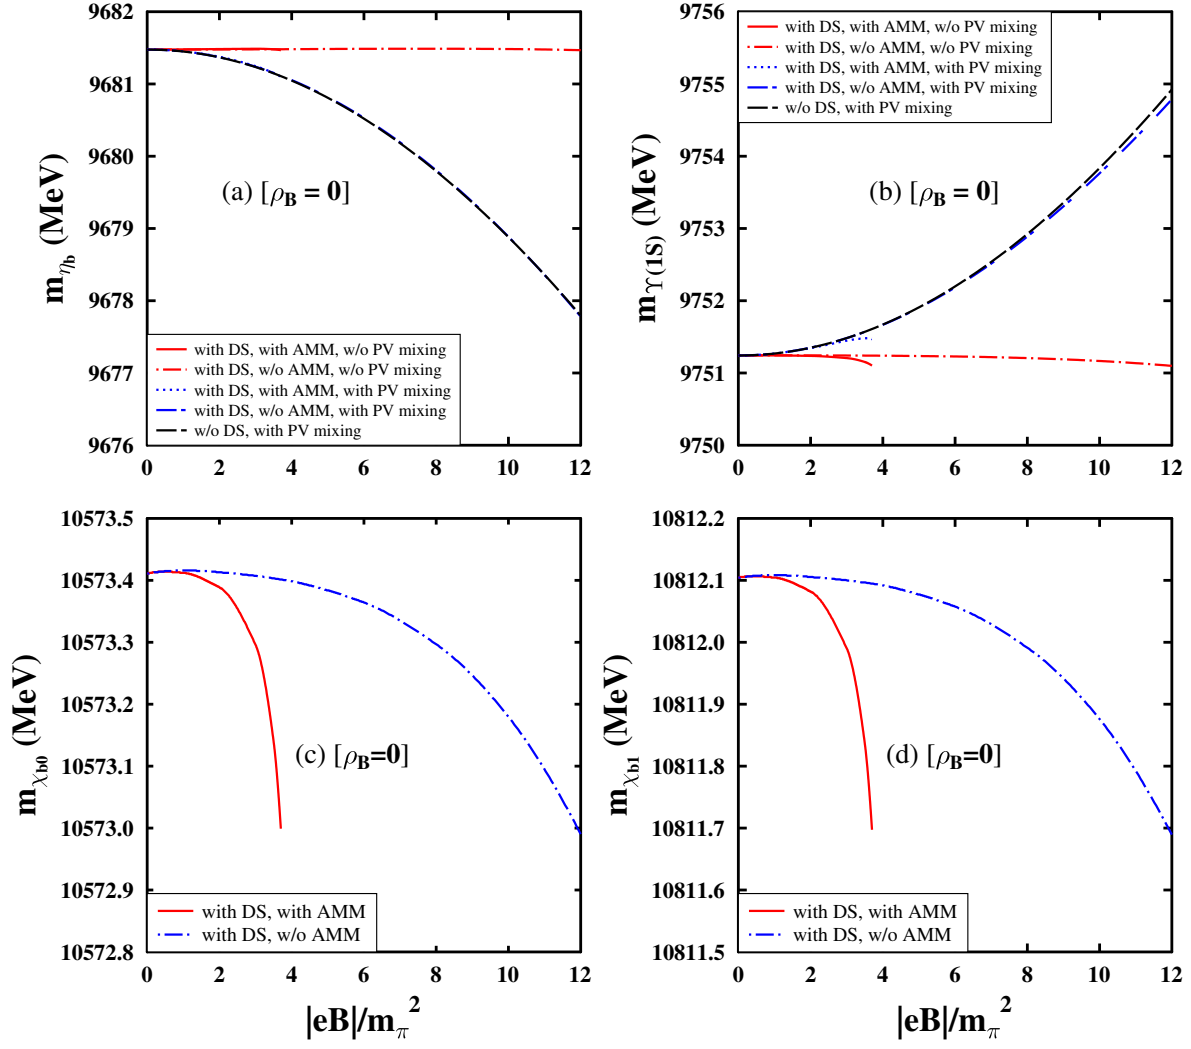 9682
9681
9680
9679
9678
9677
9676
m_ηb (MeV)
(a) [ρ_B = 0]
with DS, with AMM, w/o PV mixing
with DS, w/o AMM, w/o PV mixing
with DS, with AMM, with PV mixing
with DS, w/o AMM, with PV mixing
w/o DS, with PV mixing
0 2 4 6 8 10 12
9756
9755
9754
9753
9752
9751
9750
m_ϒ(1S) (MeV)
with DS, with AMM, w/o PV mixing
with DS, w/o AMM, w/o PV mixing
with DS, with AMM, with PV mixing
with DS, w/o AMM, with PV mixing
w/o DS, with PV mixing
(b) [ρ_B = 0]
0 2 4 6 8 10 12
10573.5
10573.4
10573.3
10573.2
10573.1
10573.0
10572.9
10572.8
m_χb0 (MeV)
(c) [ρ_B=0]
with DS, with AMM
with DS, w/o AMM
0 2 4 6 8 10 12
|eB|/m_π^2
10812.2
10812.1
10812.0
10811.9
10811.8
10811.7
10811.6
10811.5
m_χb1 (MeV)
(d) [ρ_B=0]
with DS, with AMM
with DS, w/o AMM
0 2 4 6 8 10 12
|eB|/m_π^2